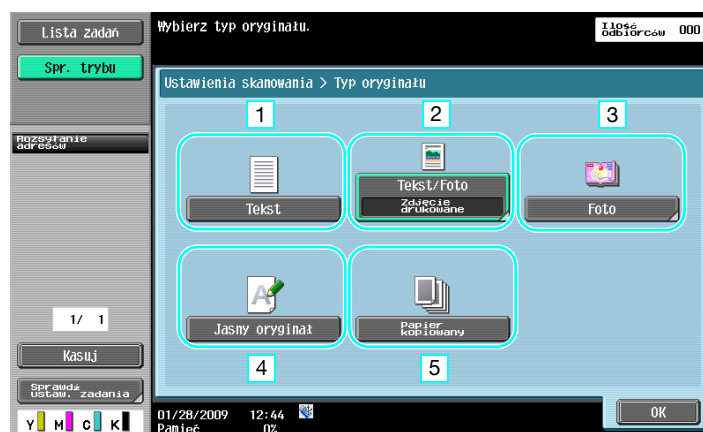 Lista zadań
Wybierz typ oryginału.
Ilość
odbiorców 000
Spr. trybu
Ustawienia skanowania > Typ oryginału
Rozsyłanie
adresów
1
2
3
Tekst
Tekst/Foto
Zdjęcie
drukowane
Foto
Jasny oryginał
Papier
kopiowany
4
5
1/ 1
Kasuj
Sprawdź
ustaw. zadania
Y M C K
01/28/2009 12:44
Pamięć 0%
OK